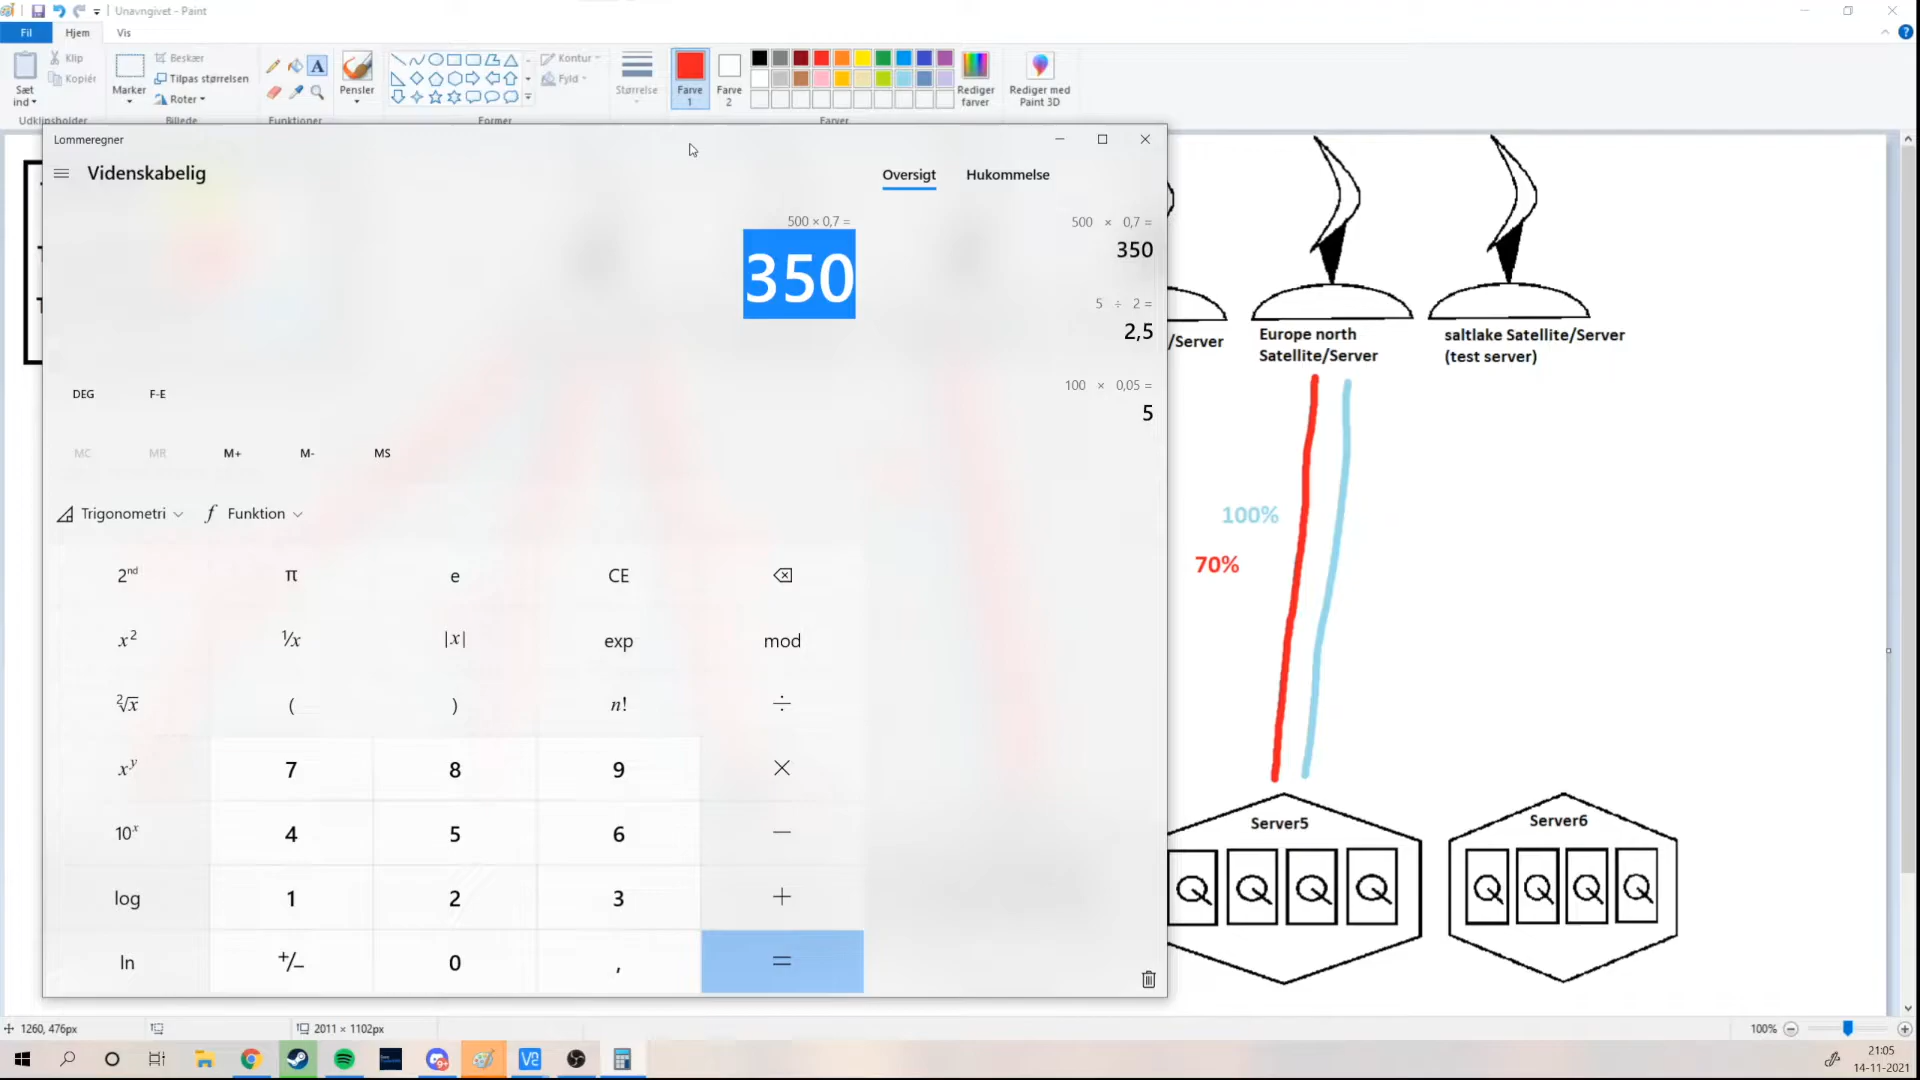 Unavngivet - Paint
Fil
Hjem
Vis
Sæt
ind
Klip
Kopiér
Udklipsholder
Marker
Beskær
Tilpas størrelsen
Roter
Billede
A
Funktioner
Pensler
Former
Kontur
Fyld
Størrelse
Farve
1
Farve
2
Farver
Rediger
farver
Rediger med
Paint 3D
Lommeregner
Videnskabelig
Oversigt
Hukommelse
500 × 0,7 =
350
500 × 0,7 =
350
5 ÷ 2 =
2,5
100 × 0,05 =
5
DEG
F-E
MC
MR
M+
M-
MS
Trigonometri
f Funktion
2nd
π
e
CE
x2
1/x
|x|
exp
mod
2√x
(
)
n!
÷
xy
7
8
9
×
10x
4
5
6
−
log
1
2
3
+
ln
+/−
0
,
=
/Server
Europe north
Satellite/Server
saltlake Satellite/Server
(test server)
100%
70%
Server5
Q Q Q Q
Server6
Q Q Q Q
1260, 476px
2011 × 1102px
100%
21:05
14-11-2021